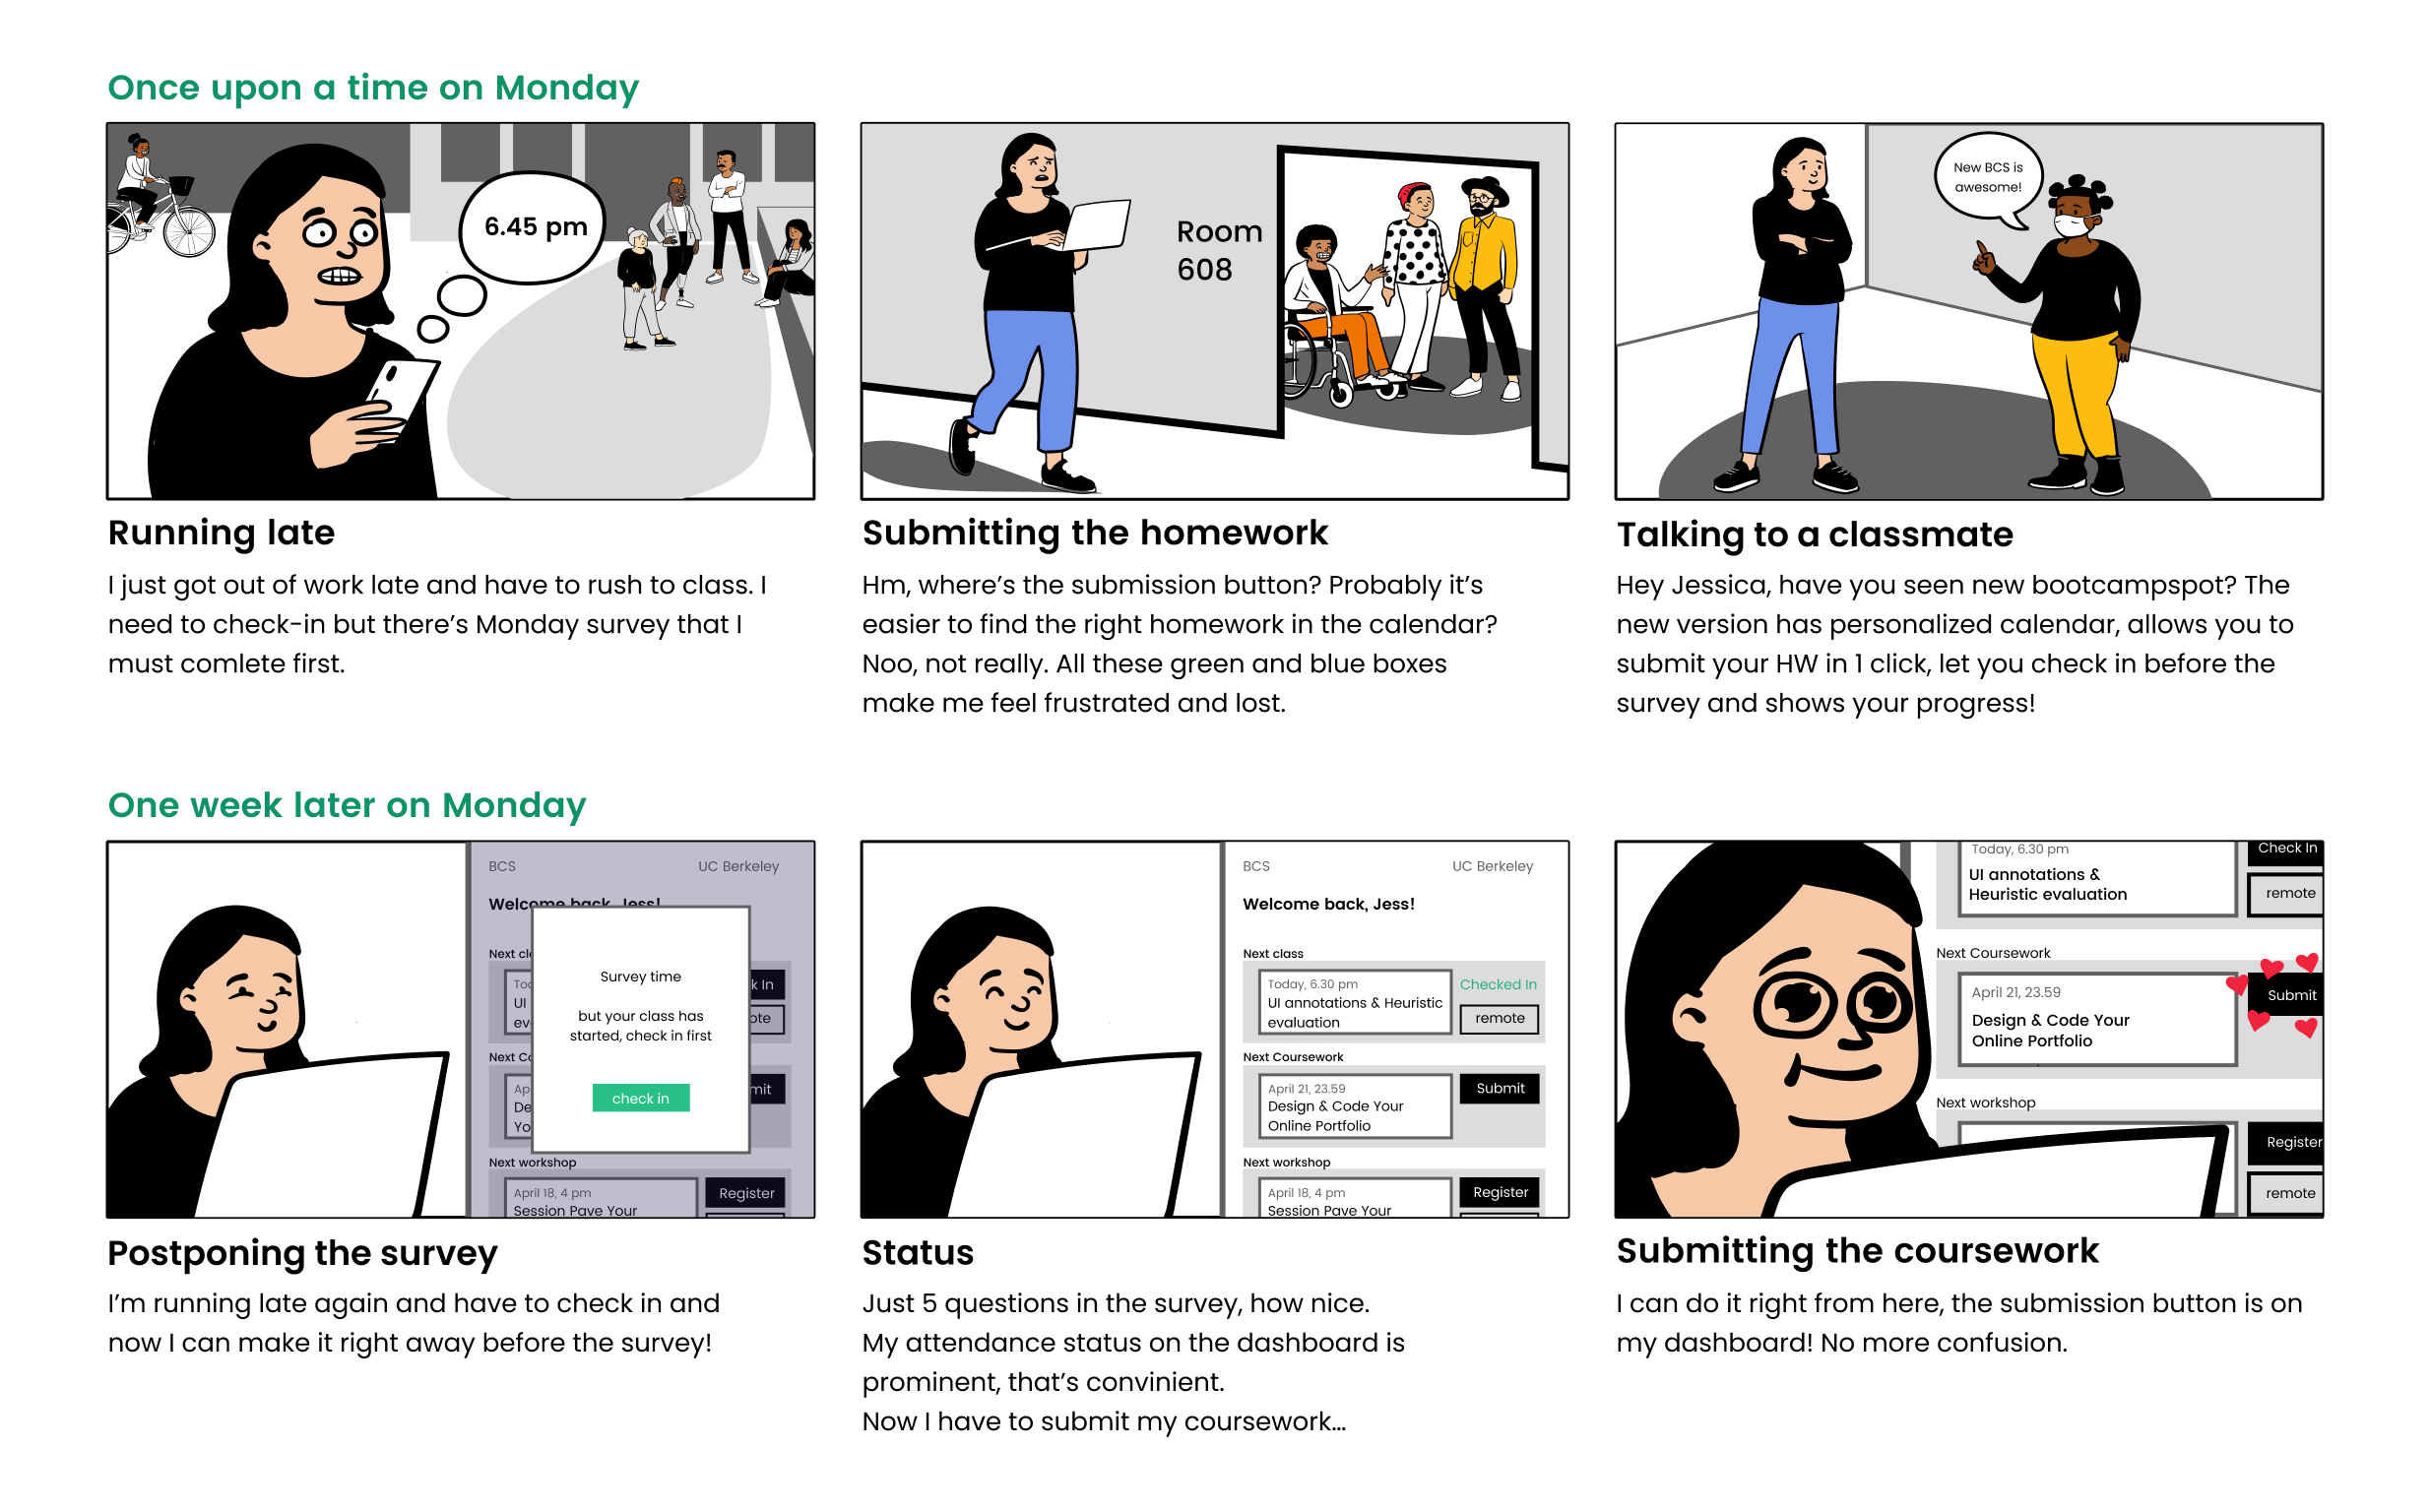 Once upon a time on Monday
6.45 pm
Running late
I just got out of work late and have to rush to class. I
need to check-in but there's Monday survey that I
must comlete first.
Room
608
Submitting the homework
Hm, where's the submission button? Probably it's
easier to find the right homework in the calendar?
Noo, not really. All these green and blue boxes
make me feel frustrated and lost.
New BCS is
awesome!
Talking to a classmate
Hey Jessica, have you seen new bootcampspot? The
new version has personalized calendar, allows you to
submit your HW in 1 click, let you check in before the
survey and shows your progress!
One week later on Monday
BCS UC Berkeley
Welcome back, Jess!
Survey time
but your class has
started, check in first
check in
Next cl
Tod
UI
ev
k In
ote
Next Co
Ap
De
Yo
mit
Next workshop
April 18, 4 pm
Session Pave Your
Register
Postponing the survey
I'm running late again and have to check in and
now I can make it right away before the survey!
BCS UC Berkeley
Welcome back, Jess!
Next class
Today, 6.30 pm
UI annotations & Heuristic
evaluation
Checked In
remote
Next Coursework
April 21, 23.59
Design & Code Your
Online Portfolio
Submit
Next workshop
April 18, 4 pm
Session Pave Your
Register
Status
Just 5 questions in the survey, how nice.
My attendance status on the dashboard is
prominent, that's convinient.
Now I have to submit my coursework...
Today, 6.30 pm
UI annotations &
Heuristic evaluation
Check In
remote
Next Coursework
April 21, 23.59
Design & Code Your
Online Portfolio
Submit
Next workshop
Register
remote
Submitting the coursework
I can do it right from here, the submission button is on
my dashboard! No more confusion.